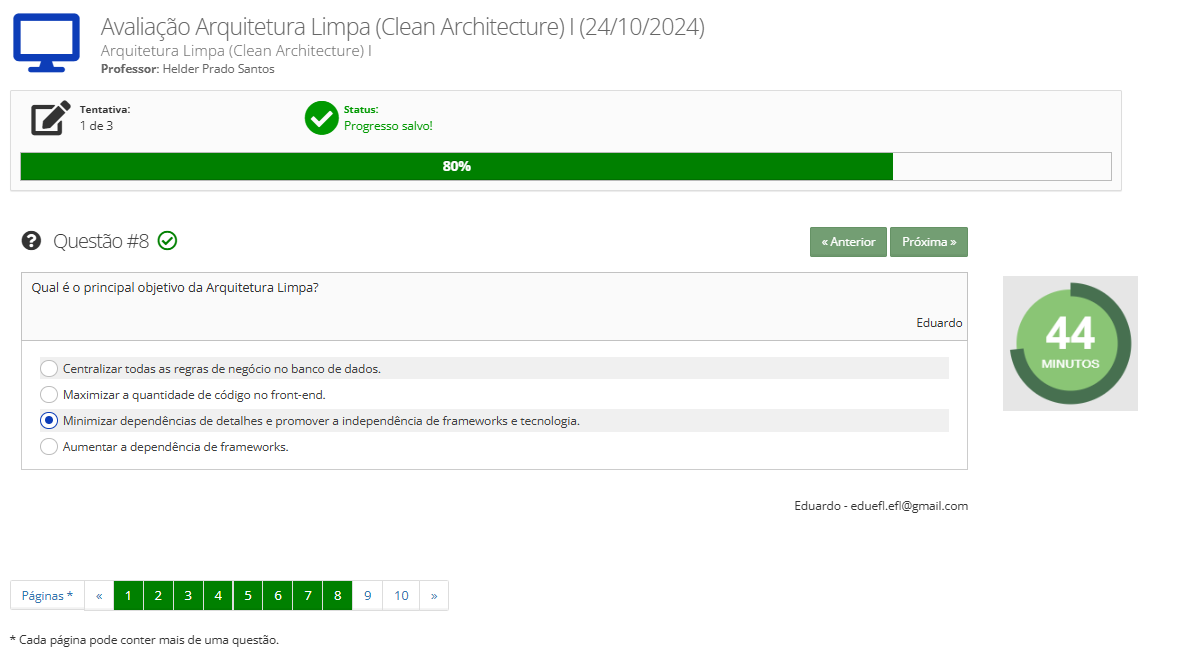 Avaliação Arquitetura Limpa (Clean Architecture) I (24/10/2024)
Arquitetura Limpa (Clean Architecture) I
Professor: Helder Prado Santos
Tentativa:
1 de 3
Status:
Progresso salvo!
80%
Questão #8
« Anterior
Próxima »
Qual é o principal objetivo da Arquitetura Limpa?
Eduardo
44
MINUTOS
Centralizar todas as regras de negócio no banco de dados.
Maximizar a quantidade de código no front-end.
Minimizar dependências de detalhes e promover a independência de frameworks e tecnologia.
Aumentar a dependência de frameworks.
Eduardo - eduefl.efl@gmail.com
Páginas * « 1 2 3 4 5 6 7 8 9 10 »
* Cada página pode conter mais de uma questão.